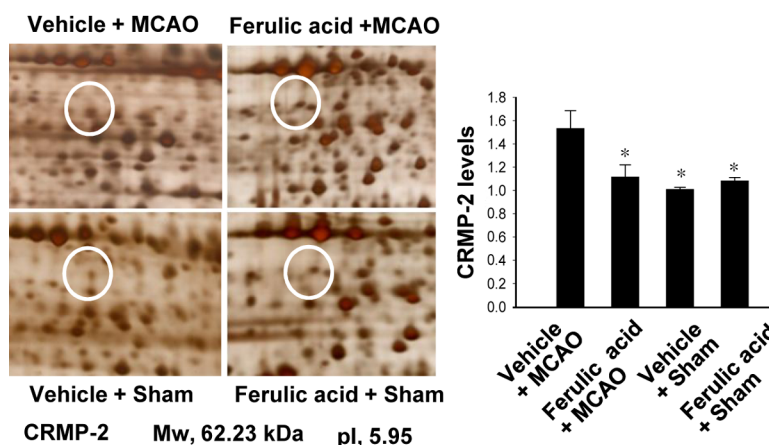 Vehicle + MCAO
Ferulic acid +MCAO
Vehicle + Sham
Ferulic acid + Sham
CRMP-2 Mw, 62.23 kDa pI, 5.95
CRMP-2 levels
1.8
1.6
1.4
1.2
1.0
0.8
0.6
0.4
0.2
0.0
* * *
Vehicle
+ MCAO
Ferulic acid
+ MCAO
Vehicle
+ Sham
Ferulic acid
+ Sham